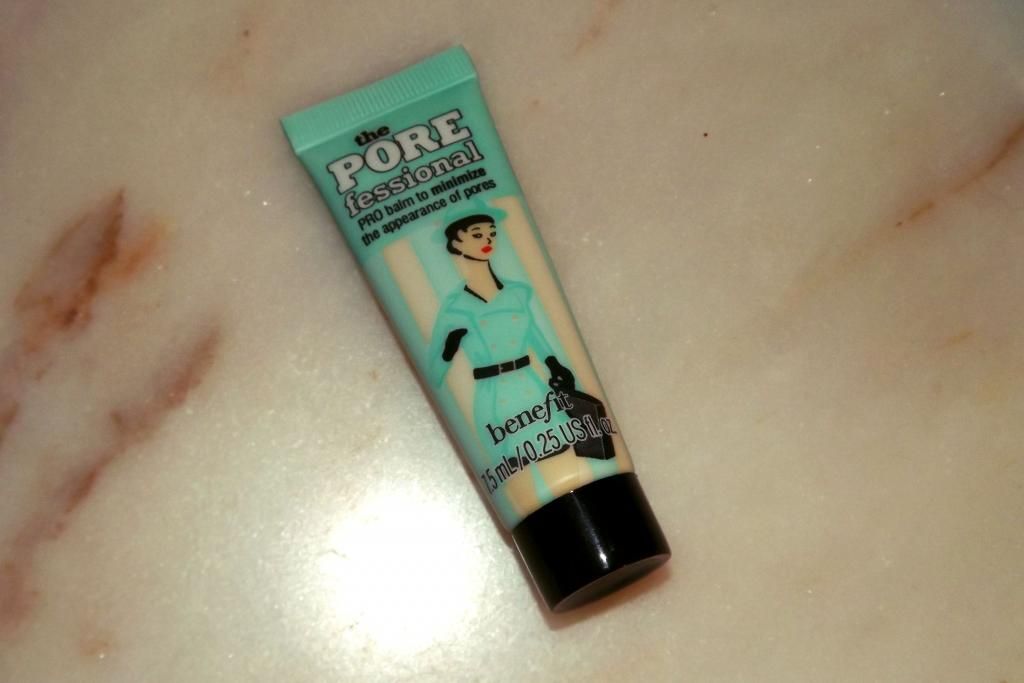 the
PORE
fessional
PRO balm to minimize
the appearance of pores
benefit
7.5 mL / 0.25 US fl. oz